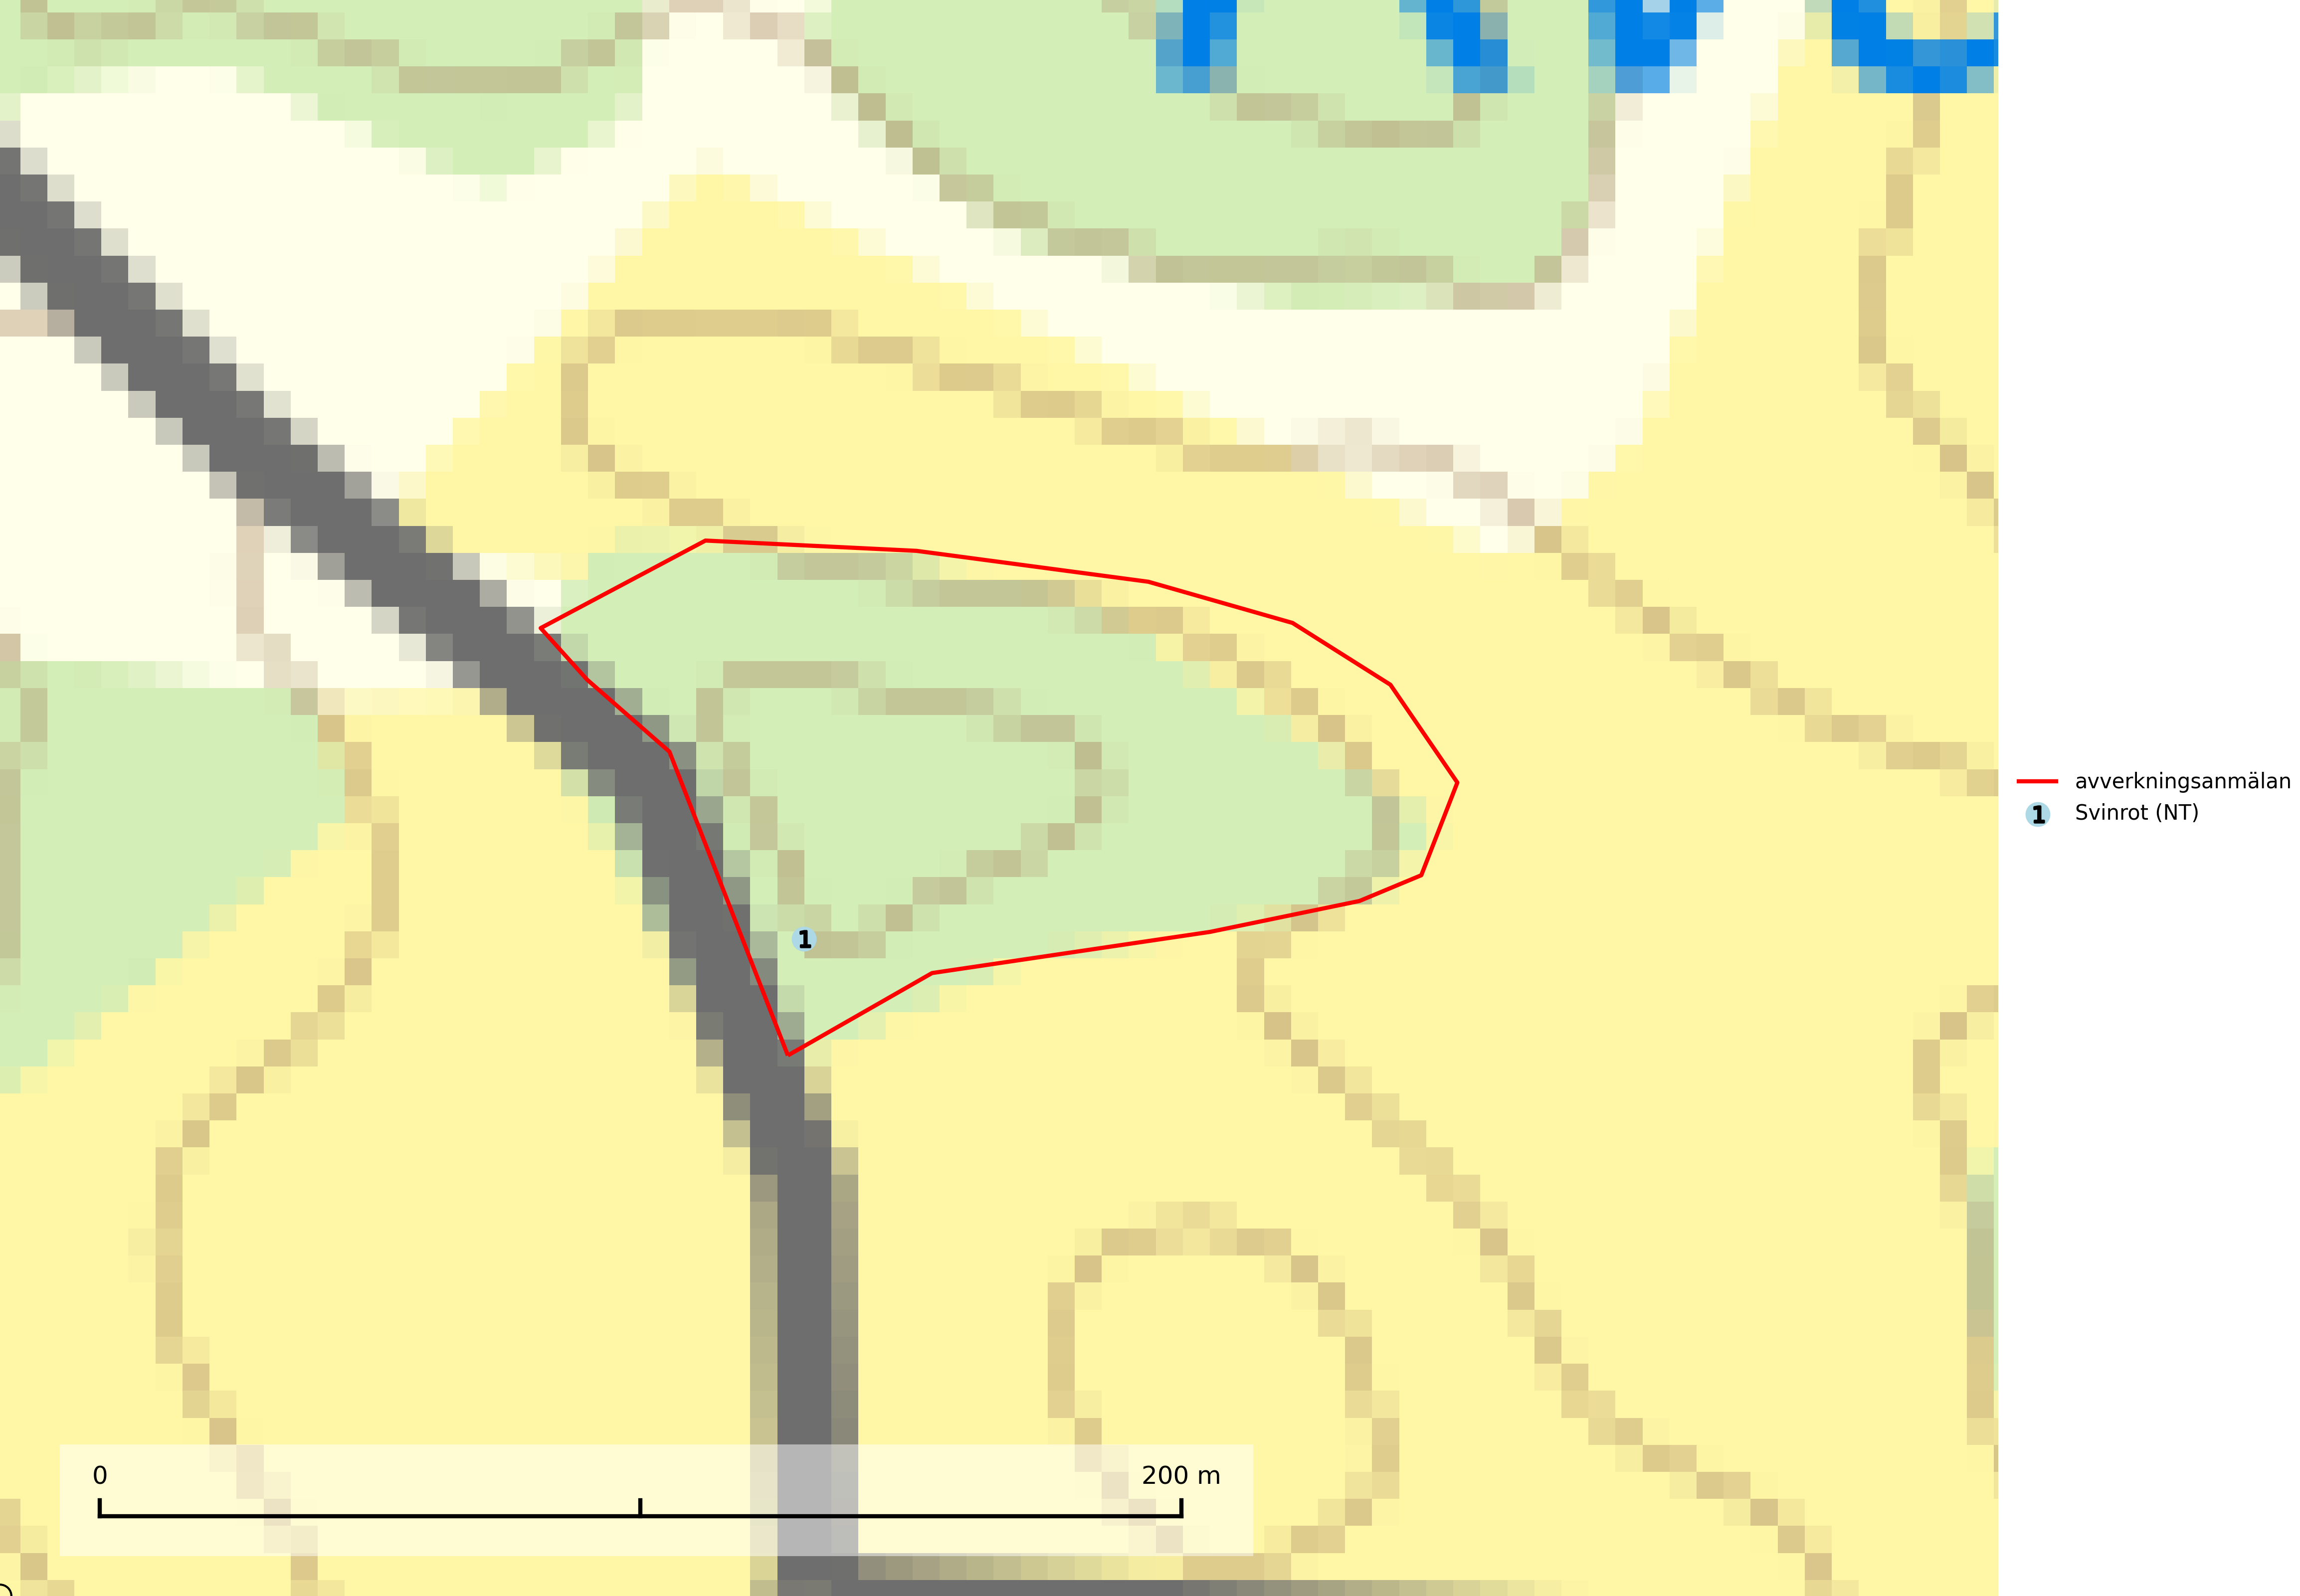 avverkningsanmälan
1 Svinrot (NT)
1
0 200 m